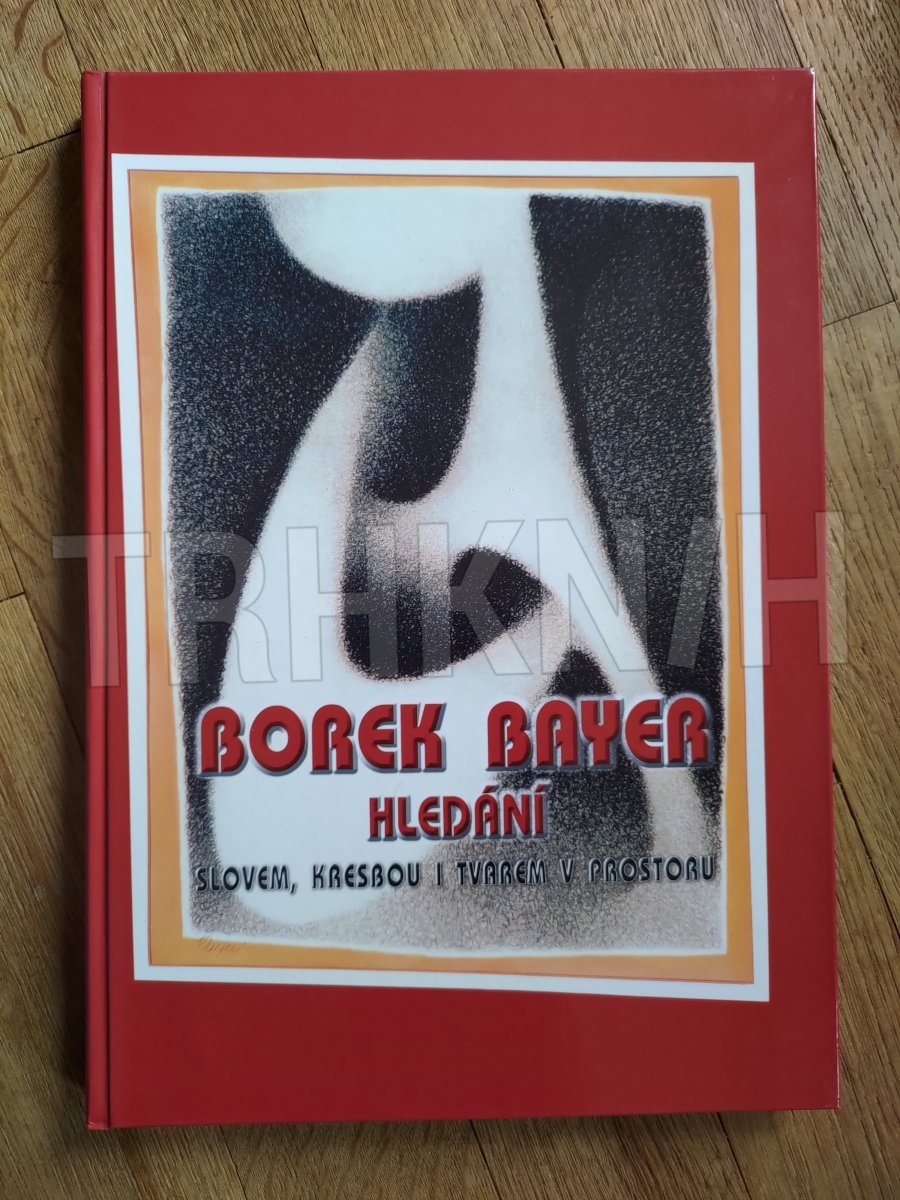 TRHKNIH
BOREK BAYER
HLEDÁNÍ
SLOVEM, KRESBOU I TVAREM V PROSTORU